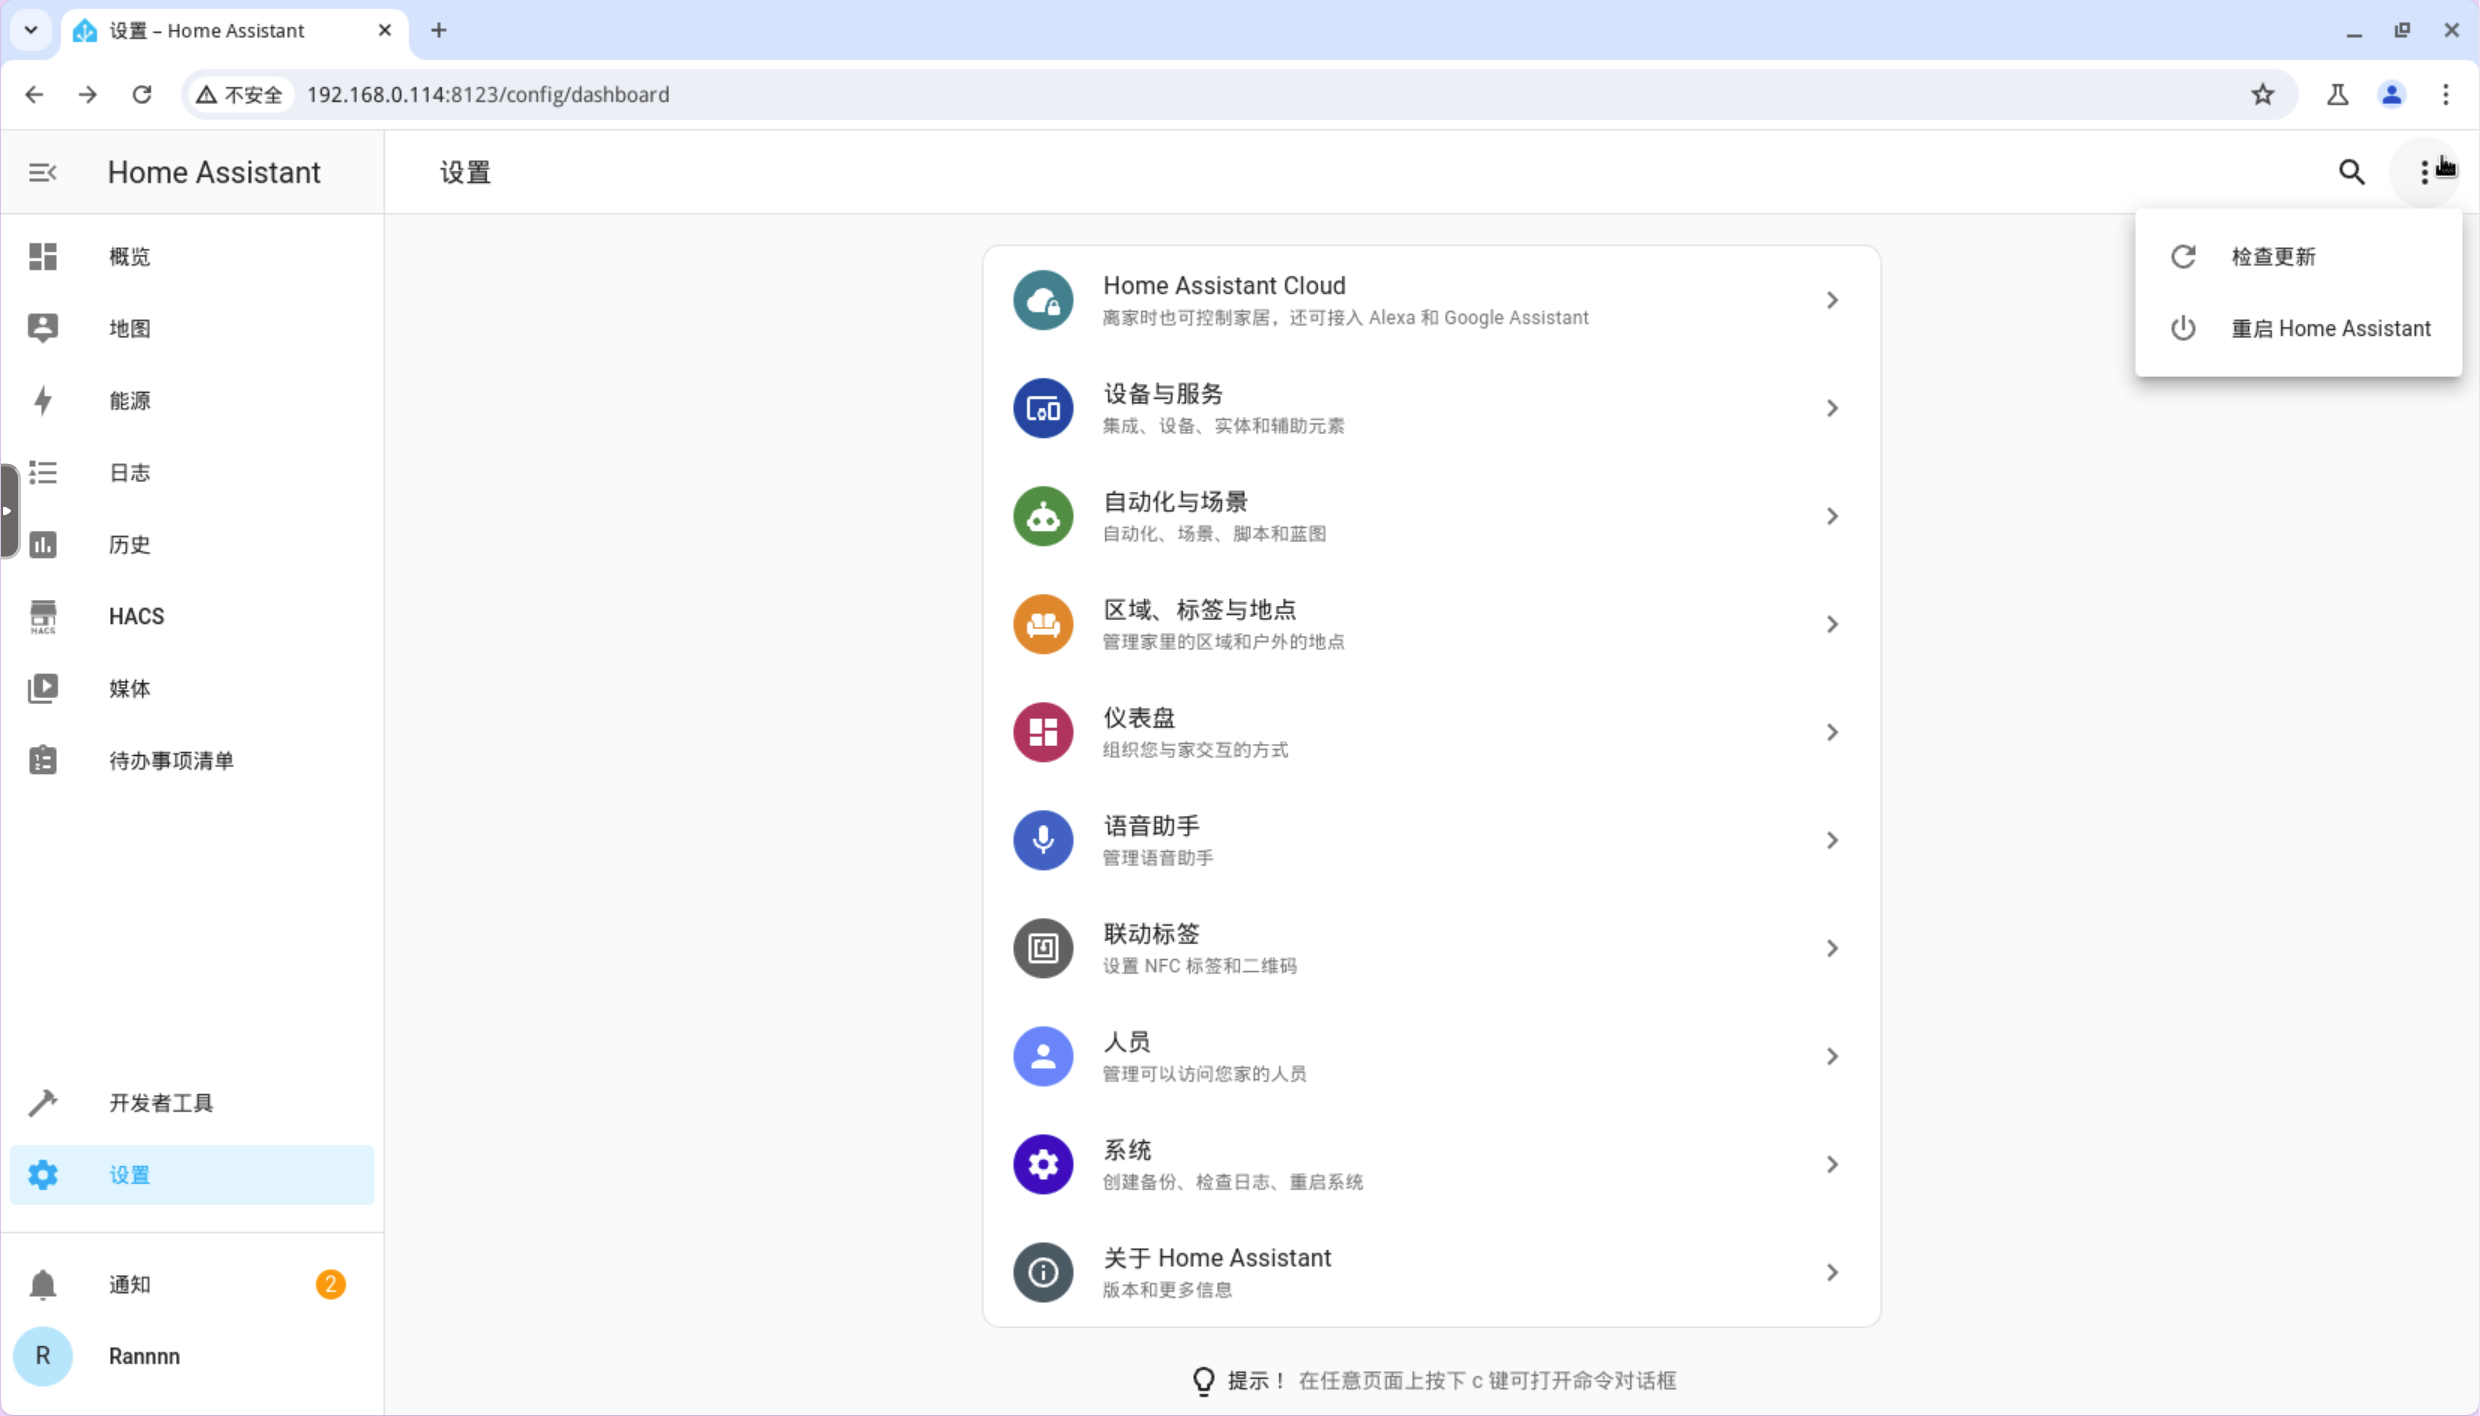 设置 – Home Assistant
不安全
192.168.0.114:8123/config/dashboard
Home Assistant
设置
概览
地图
能源
日志
历史
HACS
HACS
媒体
待办事项清单
开发者工具
设置
通知
2
R
Rannnn
Home Assistant Cloud
离家时也可控制家居，还可接入 Alexa 和 Google Assistant
设备与服务
集成、设备、实体和辅助元素
自动化与场景
自动化、场景、脚本和蓝图
区域、标签与地点
管理家里的区域和户外的地点
仪表盘
组织您与家交互的方式
语音助手
管理语音助手
联动标签
设置 NFC 标签和二维码
人员
管理可以访问您家的人员
系统
创建备份、检查日志、重启系统
关于 Home Assistant
版本和更多信息
提示！ 在任意页面上按下 c 键可打开命令对话框
检查更新
重启 Home Assistant